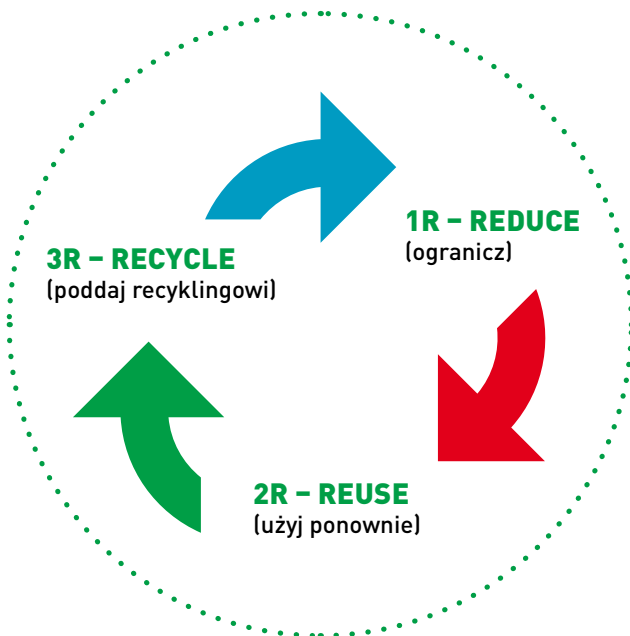 1R – REDUCE
(ogranicz)
2R – REUSE
(użyj ponownie)
3R – RECYCLE
(poddaj recyklingowi)